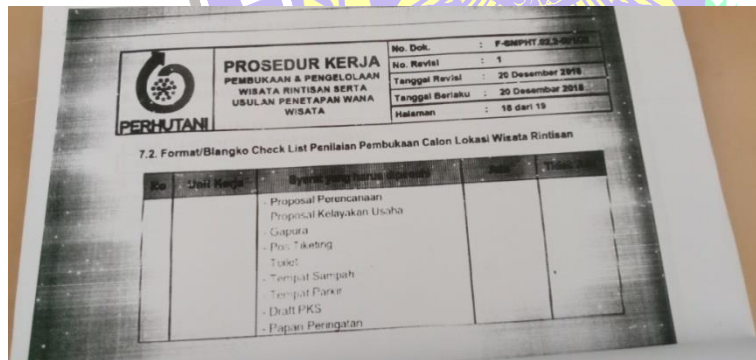 PERHUTANI
PROSEDUR KERJA
PEMBUKAAN & PENGELOLAAN
WISATA RINTISAN SERTA
USULAN PENETAPAN WANA
WISATA
No. Dok. :
No. Revisi : 1
Tanggal Revisi : 20 Desember 2018
Tanggal Berlaku : 20 Desember 2018
Halaman : 18 dari 19
7.2. Format/Blangko Check List Penilaian Pembukaan Calon Lokasi Wisata Rintisan
No Unit Kerja Syarat yang harus dipenuhi Ada Tidak Ada
- Proposal Perencanaan
Proposal Kelayakan Usaha
- Gapura
- Pos Tiketing
Toilet
- Tempat Sampah
- Tempat Parkir
- Draft PKS
- Papan Peringatan